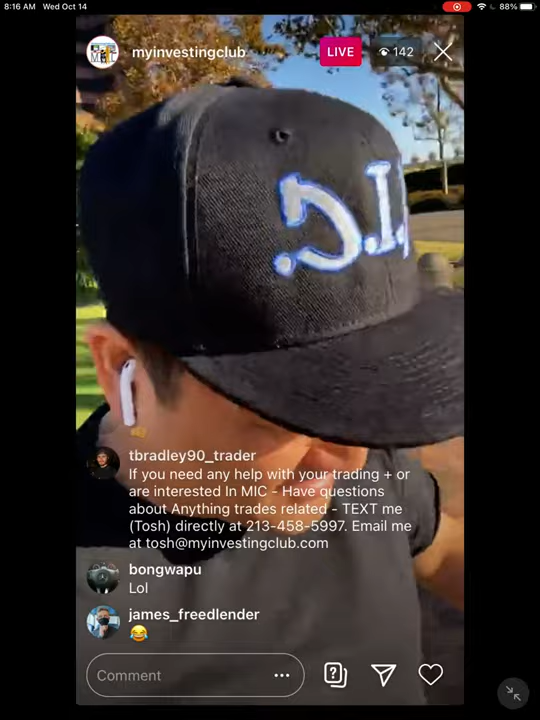 8:16 AM Wed Oct 14
88%
myinvestingclub
LIVE
142
M.I.C.
tbradley90_trader
If you need any help with your trading + or
are interested In MIC - Have questions
about Anything trades related - TEXT me
(Tosh) directly at 213-458-5997. Email me
at tosh@myinvestingclub.com
bongwapu
Lol
james_freedlender
😂
Comment